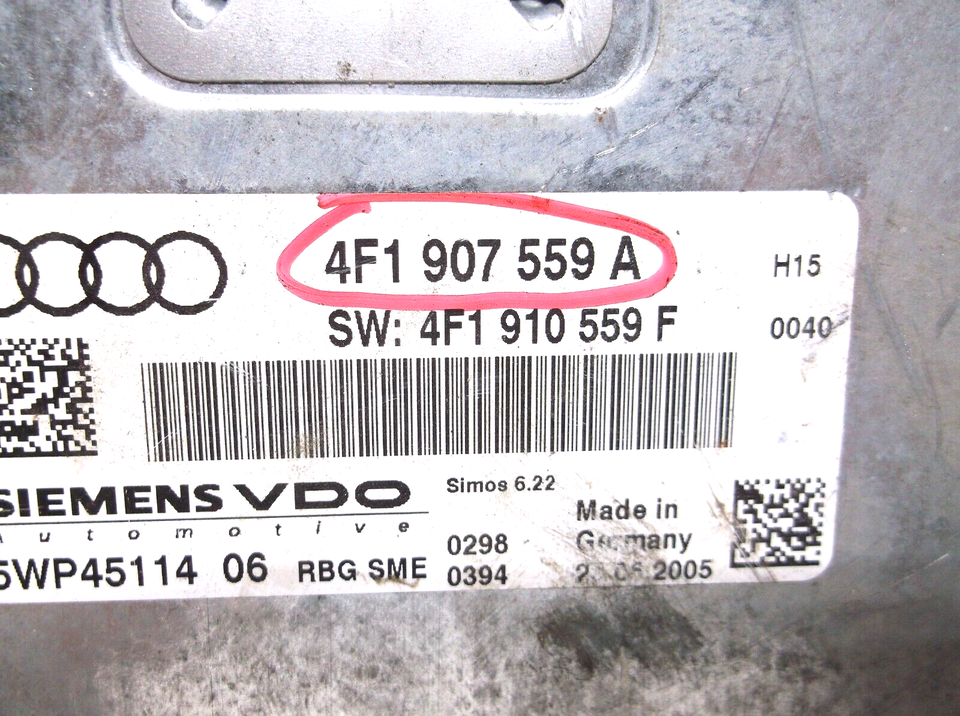 4F1 907 559 A
H15
SW: 4F1 910 559 F
0040
SIEMENS VDO
Automotive
Simos 6.22
Made in
Germany
5WP45114 06
RBG SME
0298
0394
2005